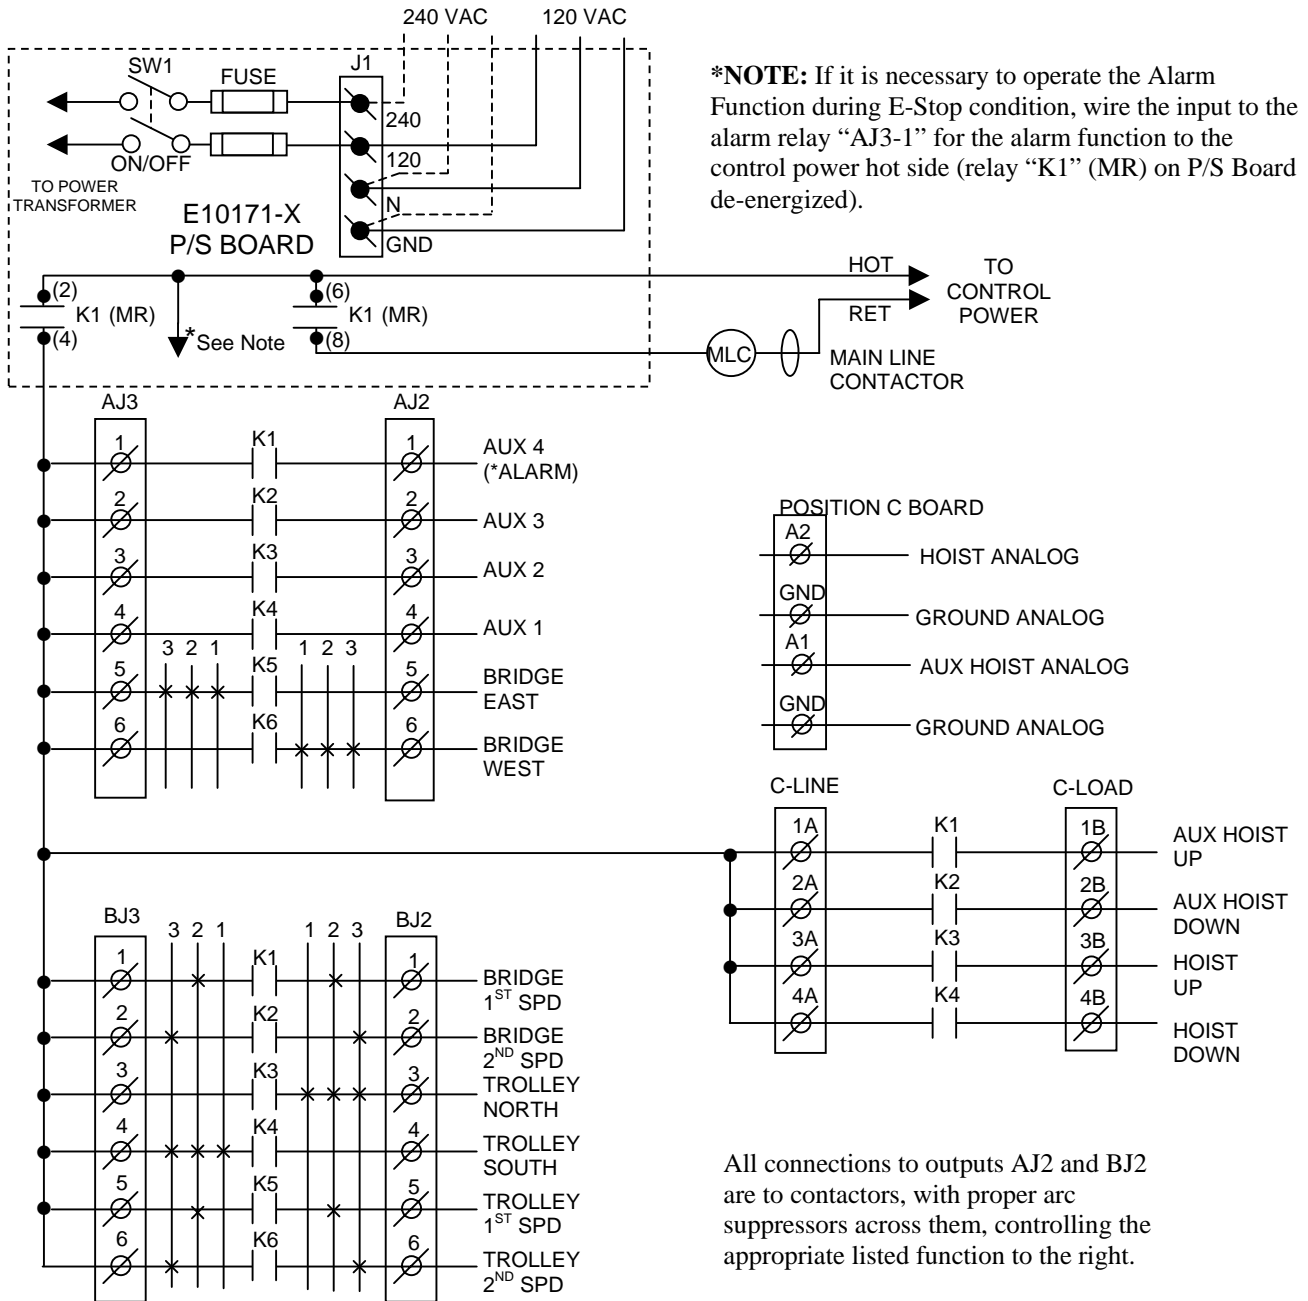 240 VAC 120 VAC
SW1
FUSE
J1
240
120
N
GND
ON/OFF
TO POWER
TRANSFORMER
E10171-X
P/S BOARD
*NOTE: If it is necessary to operate the Alarm
Function during E-Stop condition, wire the input to the
alarm relay “AJ3-1” for the alarm function to the
control power hot side (relay “K1” (MR) on P/S Board
de-energized).
(2)
K1 (MR)
(4)
*See Note
(6)
K1 (MR)
(8)
HOT
RET
TO
CONTROL
POWER
MLC
MAIN LINE
CONTACTOR
AJ3
AJ2
1 K1 1 AUX 4
(*ALARM)
2 K2 2 AUX 3
3 K3 3 AUX 2
4 K4 4 AUX 1
3 2 1 1 2 3
5 K5 5 BRIDGE
EAST
6 K6 6 BRIDGE
WEST
POSITION C BOARD
A2 HOIST ANALOG
GND GROUND ANALOG
A1 AUX HOIST ANALOG
GND GROUND ANALOG
C-LINE C-LOAD
1A K1 1B AUX HOIST
UP
2A K2 2B AUX HOIST
DOWN
3A K3 3B HOIST
UP
4A K4 4B HOIST
DOWN
BJ3 3 2 1 1 2 3 BJ2
1 K1 1 BRIDGE
1ST SPD
2 K2 2 BRIDGE
2ND SPD
3 K3 3 TROLLEY
NORTH
4 K4 4 TROLLEY
SOUTH
5 K5 5 TROLLEY
1ST SPD
6 K6 6 TROLLEY
2ND SPD
All connections to outputs AJ2 and BJ2
are to contactors, with proper arc
suppressors across them, controlling the
appropriate listed function to the right.